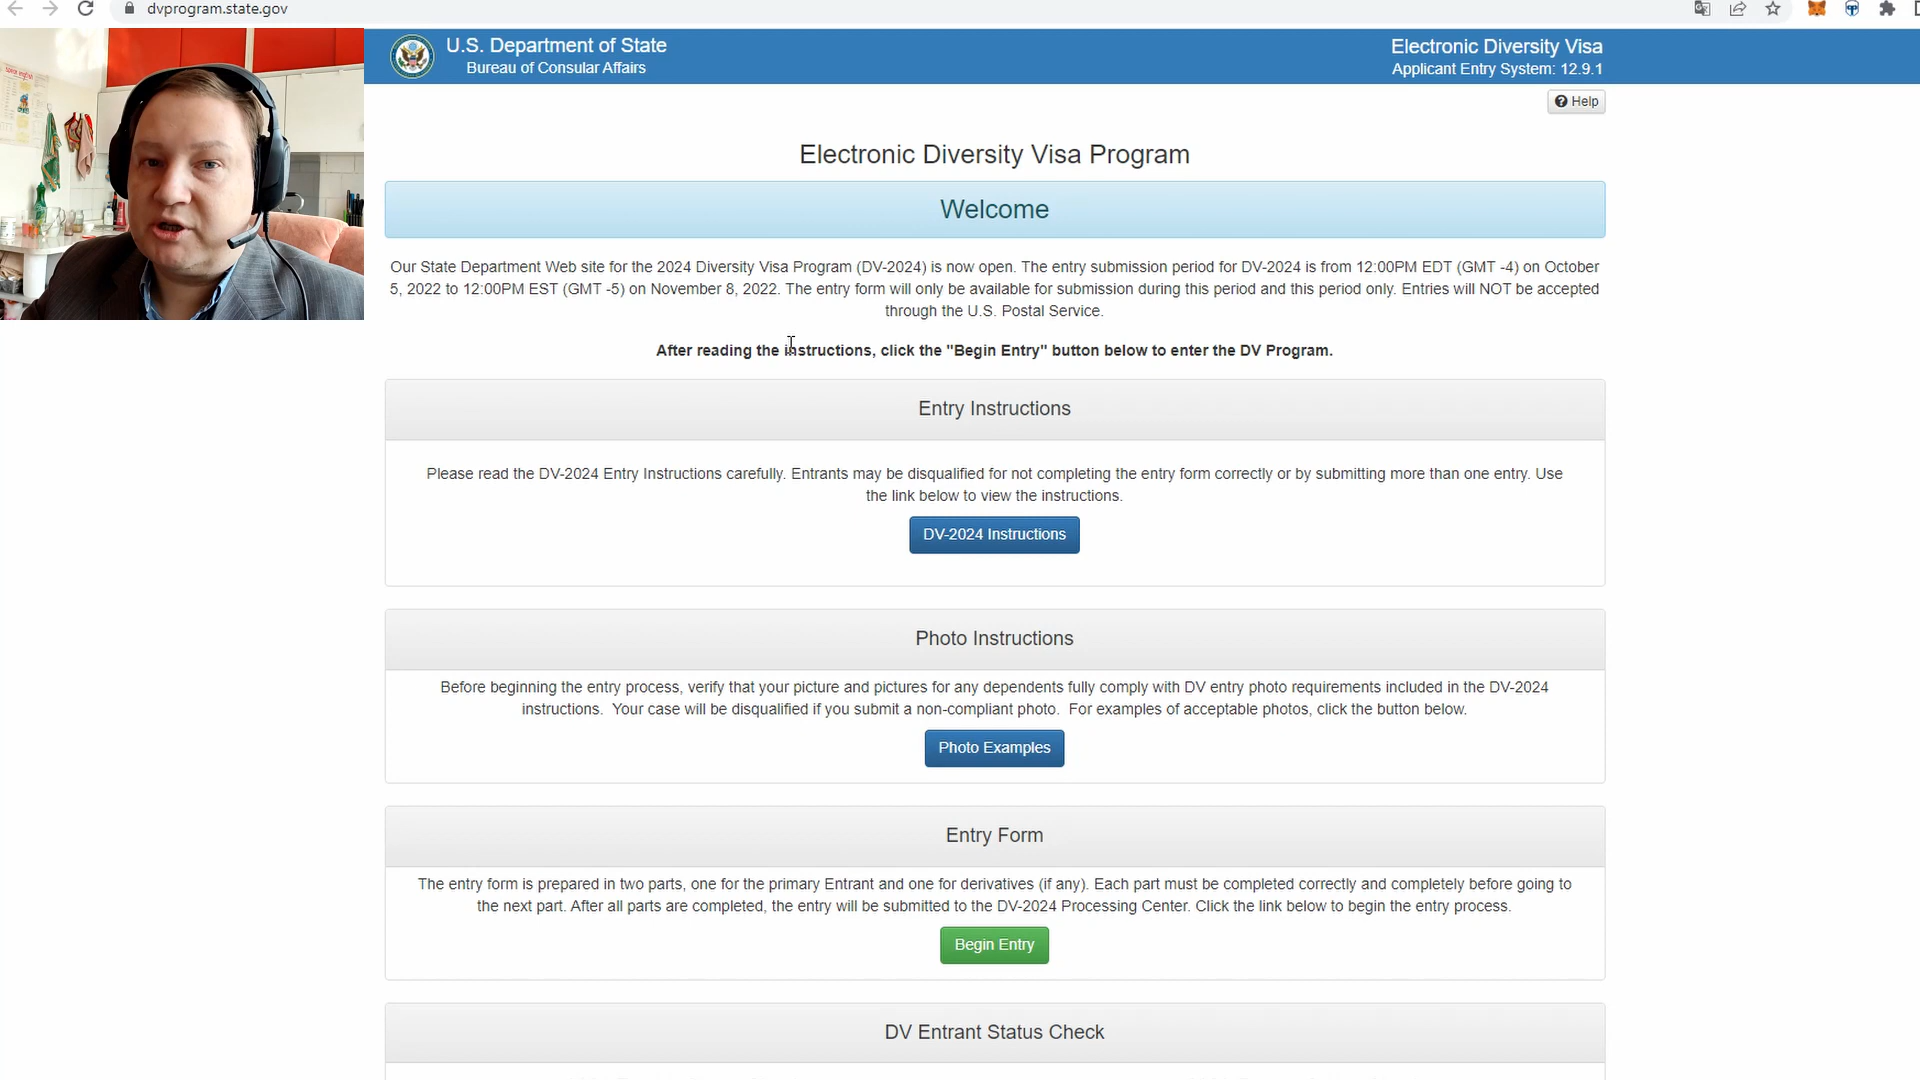 dvprogram.state.gov
U.S. Department of State
Bureau of Consular Affairs
Electronic Diversity Visa
Applicant Entry System: 12.9.1
Help
Electronic Diversity Visa Program
Welcome
Our State Department Web site for the 2024 Diversity Visa Program (DV-2024) is now open. The entry submission period for DV-2024 is from 12:00PM EDT (GMT -4) on October
5, 2022 to 12:00PM EST (GMT -5) on November 8, 2022. The entry form will only be available for submission during this period and this period only. Entries will NOT be accepted
through the U.S. Postal Service.
After reading the instructions, click the "Begin Entry" button below to enter the DV Program.
Entry Instructions
Please read the DV-2024 Entry Instructions carefully. Entrants may be disqualified for not completing the entry form correctly or by submitting more than one entry. Use
the link below to view the instructions.
DV-2024 Instructions
Photo Instructions
Before beginning the entry process, verify that your picture and pictures for any dependents fully comply with DV entry photo requirements included in the DV-2024
instructions. Your case will be disqualified if you submit a non-compliant photo. For examples of acceptable photos, click the button below.
Photo Examples
Entry Form
The entry form is prepared in two parts, one for the primary Entrant and one for derivatives (if any). Each part must be completed correctly and completely before going to
the next part. After all parts are completed, the entry will be submitted to the DV-2024 Processing Center. Click the link below to begin the entry process.
Begin Entry
DV Entrant Status Check